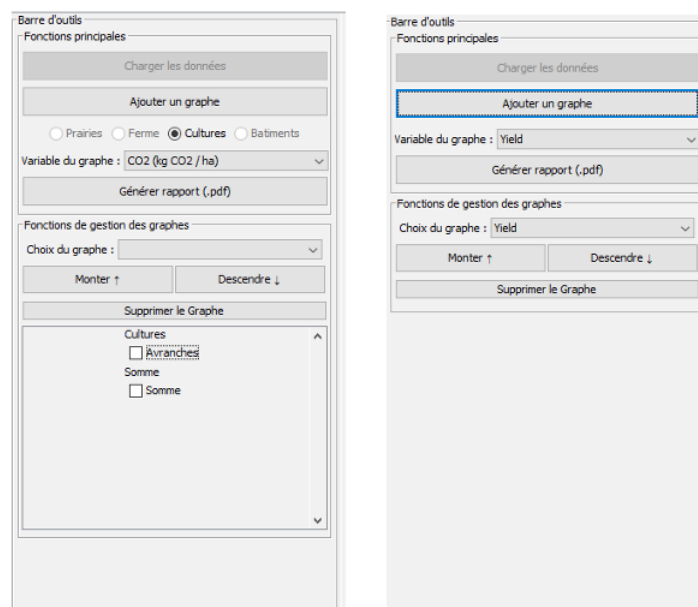 Barre d'outils
Fonctions principales
Charger les données
Ajouter un graphe
Prairies Ferme Cultures Batiments
Variable du graphe : CO2 (kg CO2 / ha)
Générer rapport (.pdf)
Fonctions de gestion des graphes
Choix du graphe :
Monter ↑ Descendre ↓
Supprimer le Graphe
Cultures
Avranches
Somme
Somme
Barre d'outils
Fonctions principales
Charger les données
Ajouter un graphe
Variable du graphe : Yield
Générer rapport (.pdf)
Fonctions de gestion des graphes
Choix du graphe : Yield
Monter ↑ Descendre ↓
Supprimer le Graphe